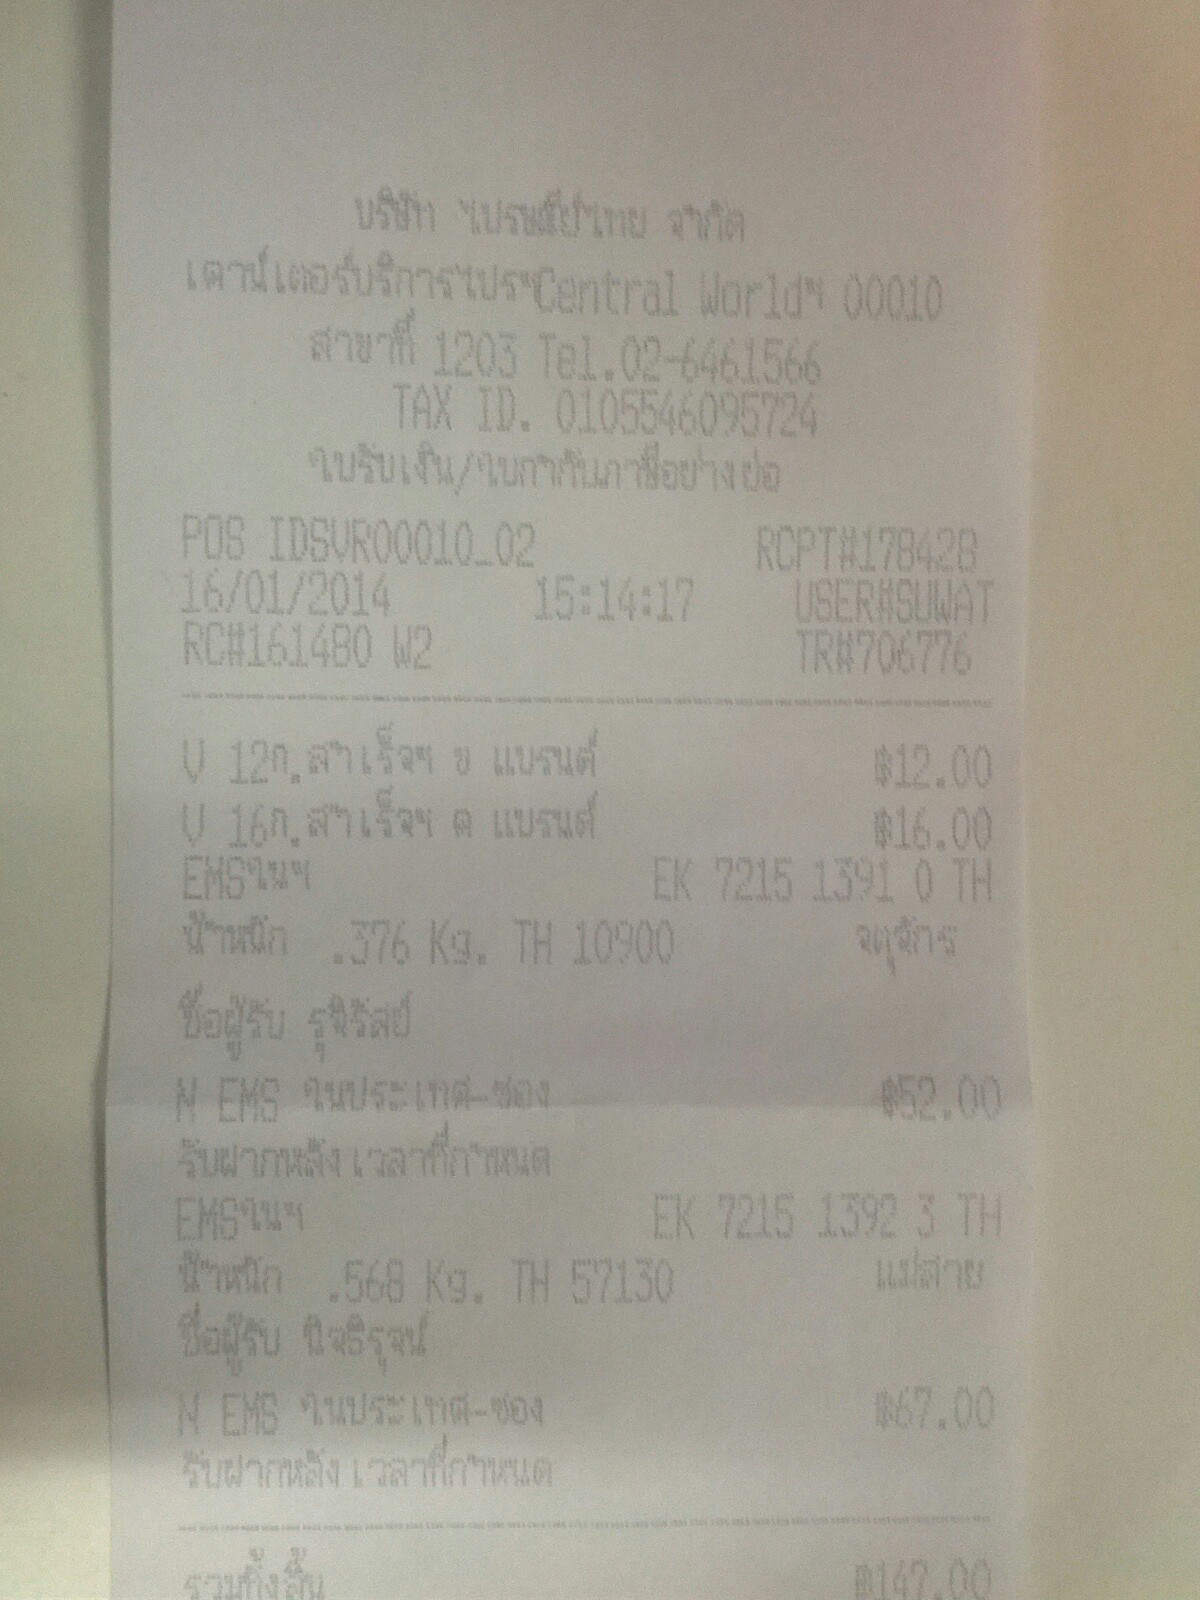 บริษัท ไปรษณีย์ไทย จำกัด
เคาน์เตอร์บริการไปรฯCentral Worldฯ 00010
สาขาที่ 1203 Tel.02-6461566
TAX ID. 0105546095724
ใบรับเงิน/ใบกำกับภาษีอย่างย่อ
POS IDSVR00010_02 RCPT#178428
16/01/2014 15:14:17 USER#SUWAT
RC#161480 W2 TR#706776
V 12ก.สำเร็จฯ ข แบรนด์ ฿12.00
V 16ก.สำเร็จฯ ค แบรนด์ ฿16.00
EMSในฯ EK 7215 1391 0 TH
น้ำหนัก .376 Kg. TH 10900 จตุจักร
ชื่อผู้รับ รุจิรัสย์
N EMS ในประเทศ-ซอง ฿52.00
รับฝากหลังเวลาที่กำหนด
EMSในฯ EK 7215 1392 3 TH
น้ำหนัก .568 Kg. TH 57130 แม่สาย
ชื่อผู้รับ นิจธิรุจน์
N EMS ในประเทศ-ซอง ฿67.00
รับฝากหลังเวลาที่กำหนด
รวมทั้งสิ้น ฿147.00